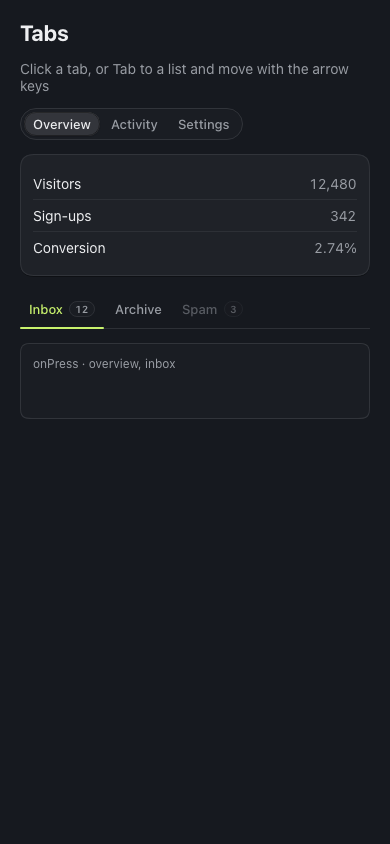 Tabs
Click a tab, or Tab to a list and move with the arrow
keys
Overview Activity Settings
Visitors 12,480
Sign-ups 342
Conversion 2.74%
Inbox 12 Archive Spam 3
onPress · overview, inbox